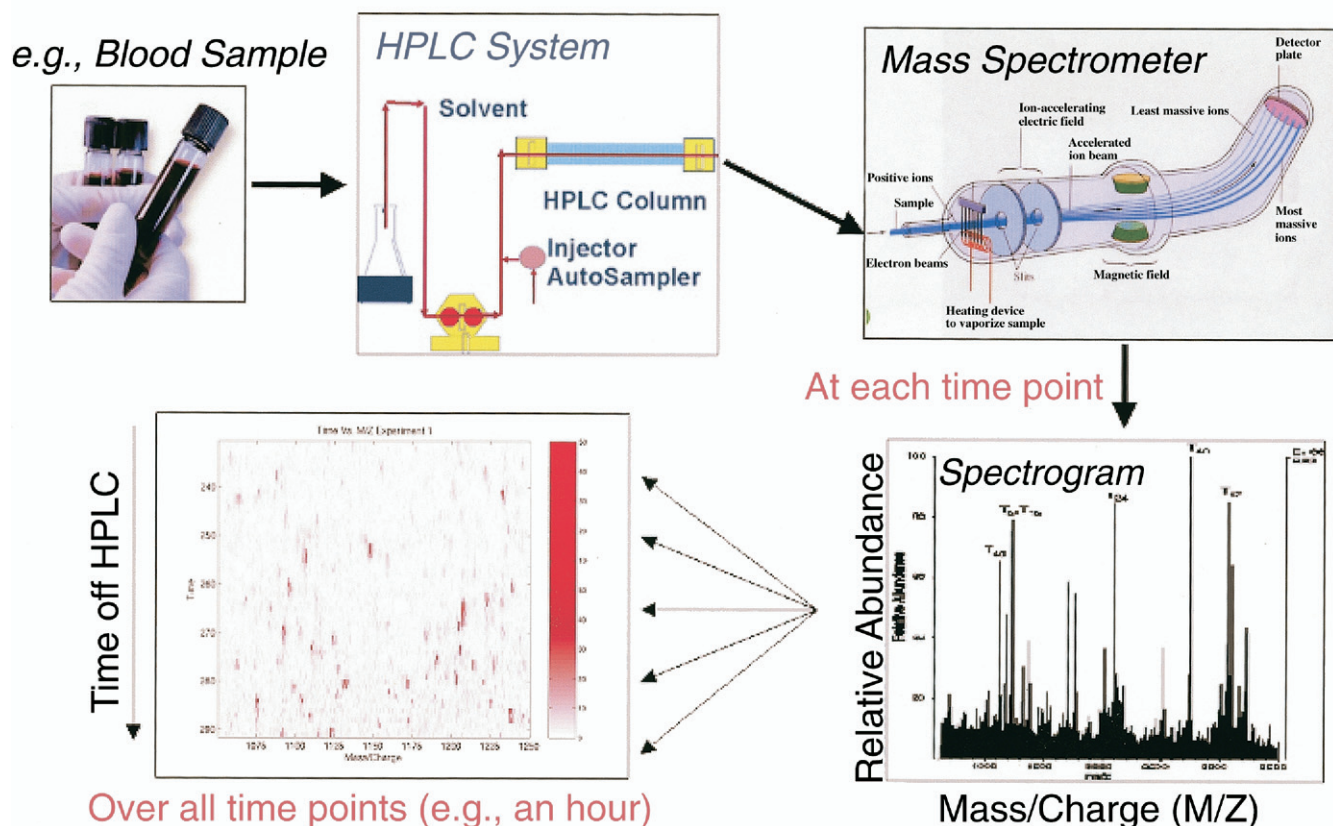 e.g., Blood Sample
HPLC System
Solvent
HPLC Column
Injector
AutoSampler
Mass Spectrometer
Detector
plate
Ion-accelerating
electric field
Least massive ions
Accelerated
ion beam
Positive ions
Sample
Electron beams
Slits
Magnetic field
Most
massive
ions
Heating device
to vaporize sample
At each time point
Time off HPLC
Time Vs. M/Z Experiment 1
Time
240
250
260
270
280
290
1075
1100
1125
1150
1175
1200
1225
1250
Mass/Charge
Over all time points (e.g., an hour)
Spectrogram
Relative Abundance
Relative Abundance
100
Mass/Charge (M/Z)